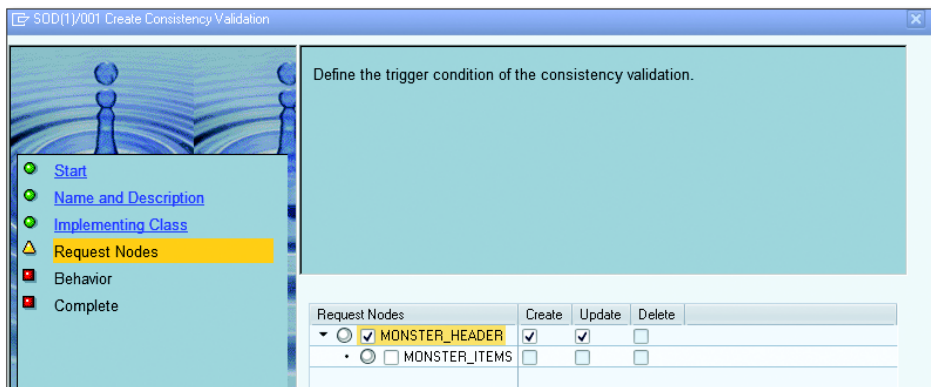 SOD(1)/001 Create Consistency Validation
Define the trigger condition of the consistency validation.
Start
Name and Description
Implementing Class
Request Nodes
Behavior
Complete
Request Nodes Create Update Delete
MONSTER_HEADER
MONSTER_ITEMS